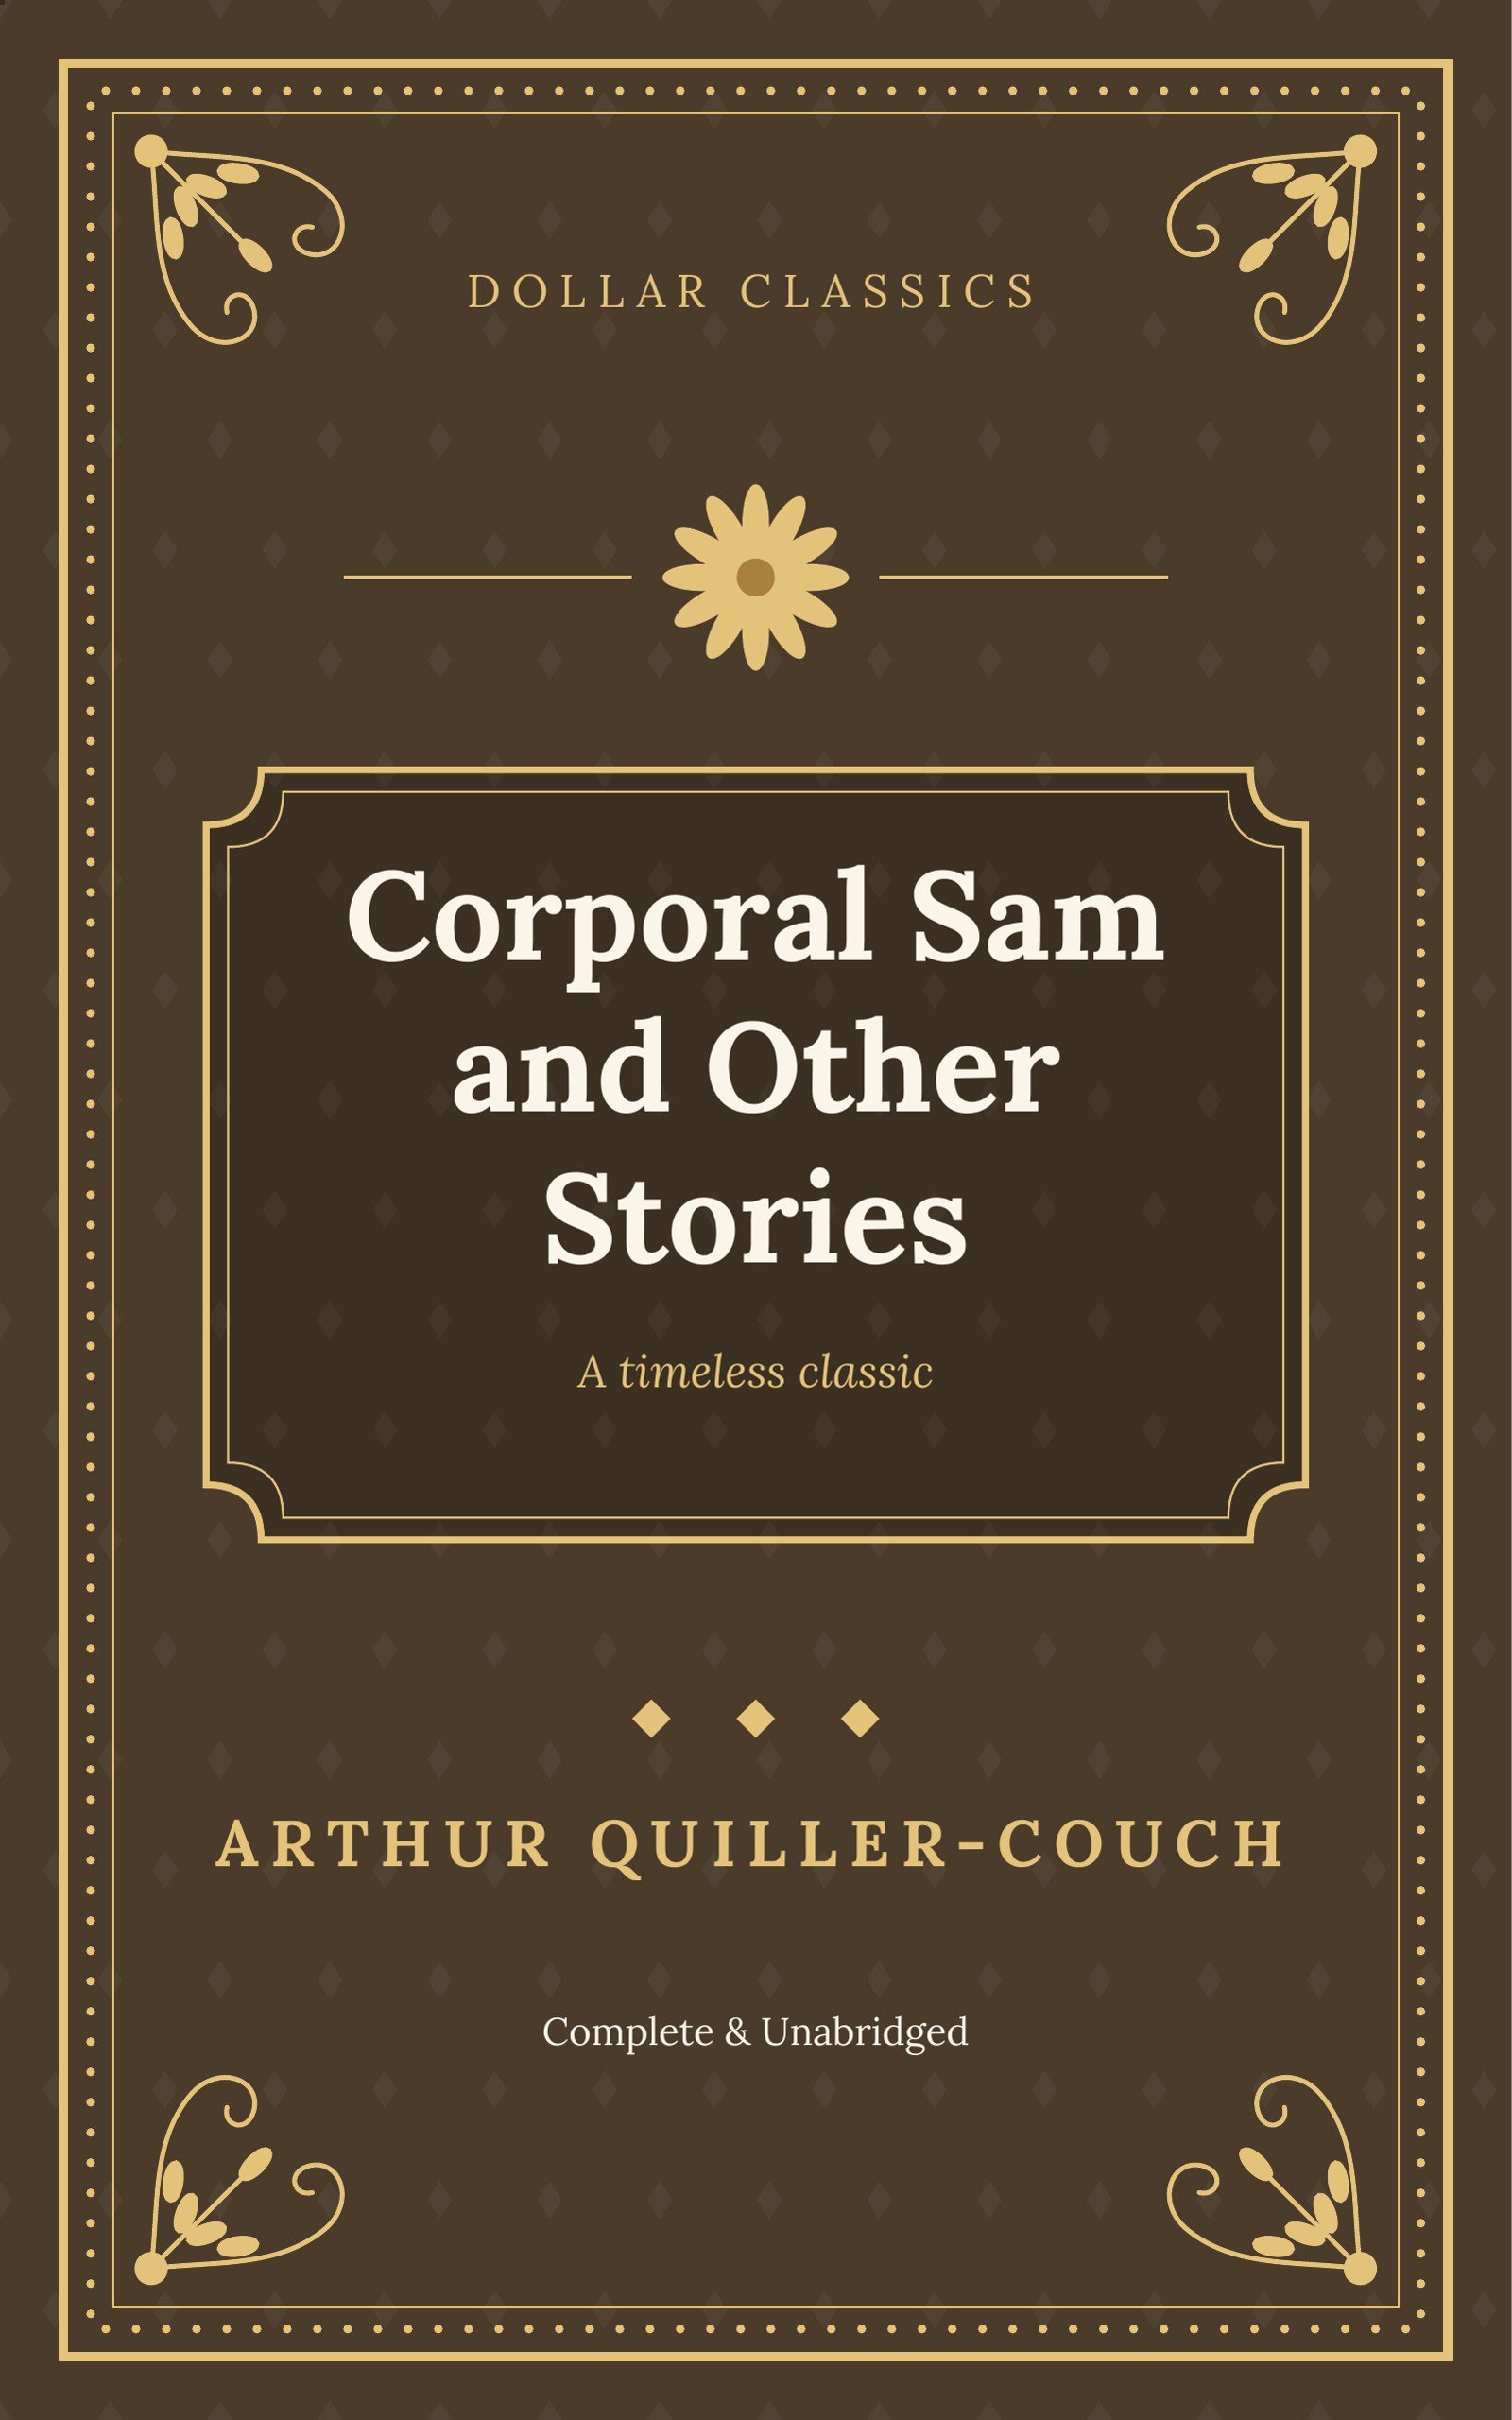 DOLLAR CLASSICS
Corporal Sam
and Other
Stories
A timeless classic
ARTHUR QUILLER-COUCH
Complete & Unabridged